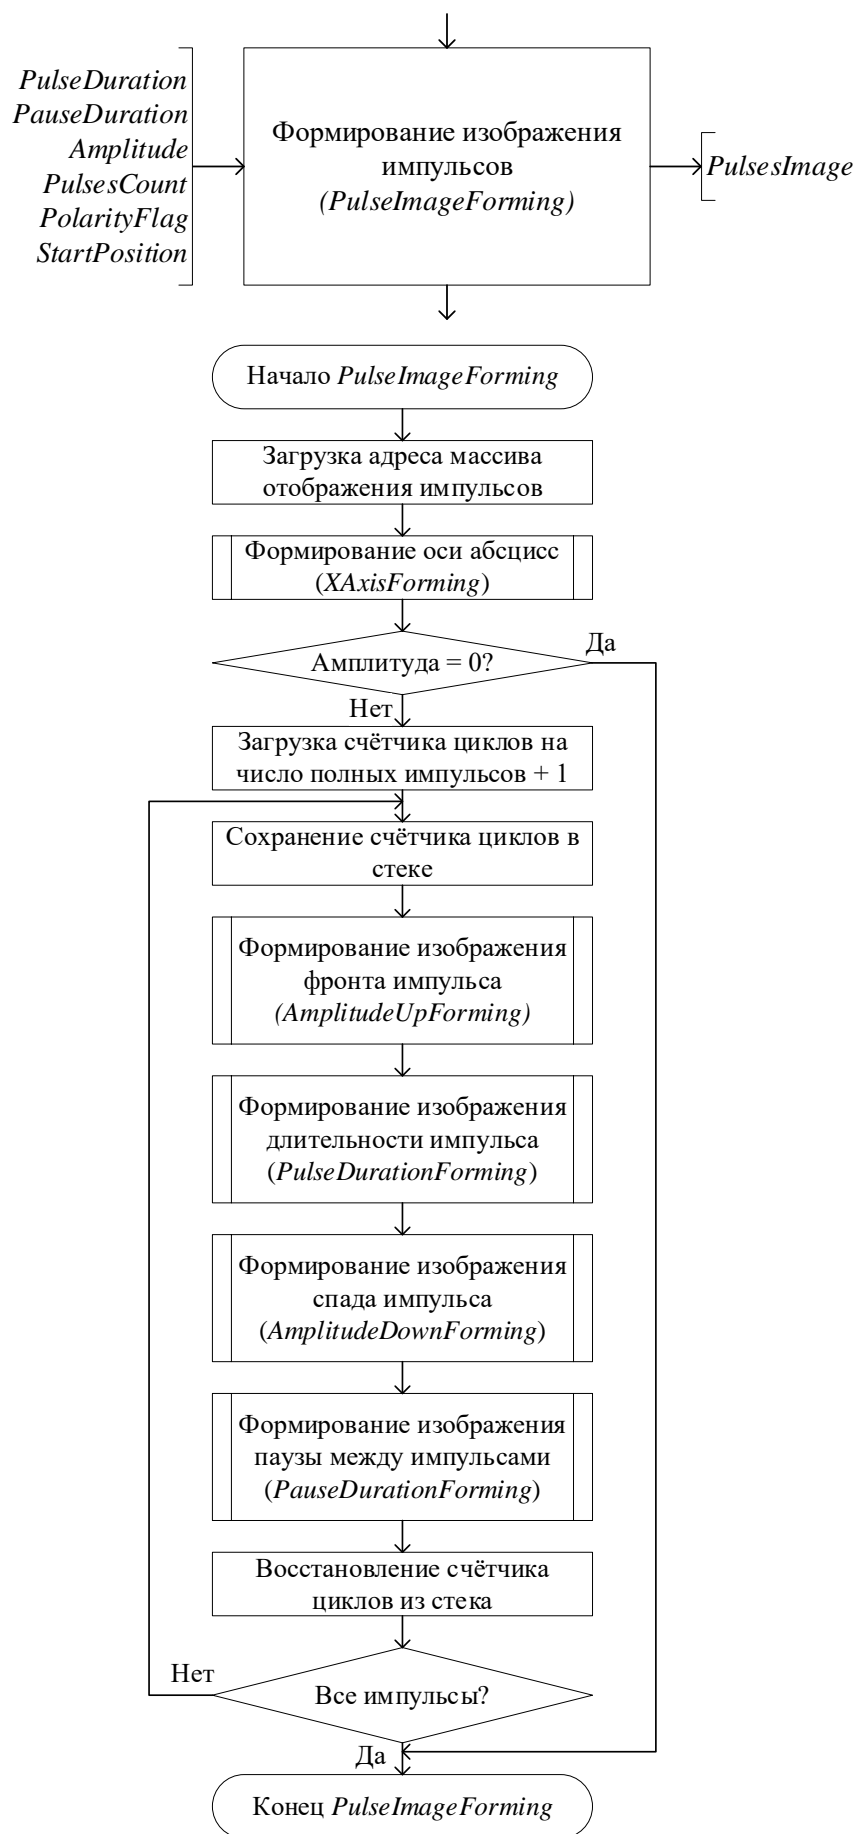 PulseDuration
PauseDuration
Amplitude
PulsesCount
PolarityFlag
StartPosition
Формирование изображения
импульсов
(PulseImageForming)
PulsesImage
Начало PulseImageForming
Загрузка адреса массива
отображения импульсов
Формирование оси абсцисс
(XAxisForming)
Амплитуда = 0?
Да
Нет
Загрузка счётчика циклов на
число полных импульсов + 1
Сохранение счётчика циклов в
стеке
Формирование изображения
фронта импульса
(AmplitudeUpForming)
Формирование изображения
длительности импульса
(PulseDurationForming)
Формирование изображения
спада импульса
(AmplitudeDownForming)
Формирование изображения
паузы между импульсами
(PauseDurationForming)
Восстановление счётчика
циклов из стека
Нет
Все импульсы?
Да
Конец PulseImageForming